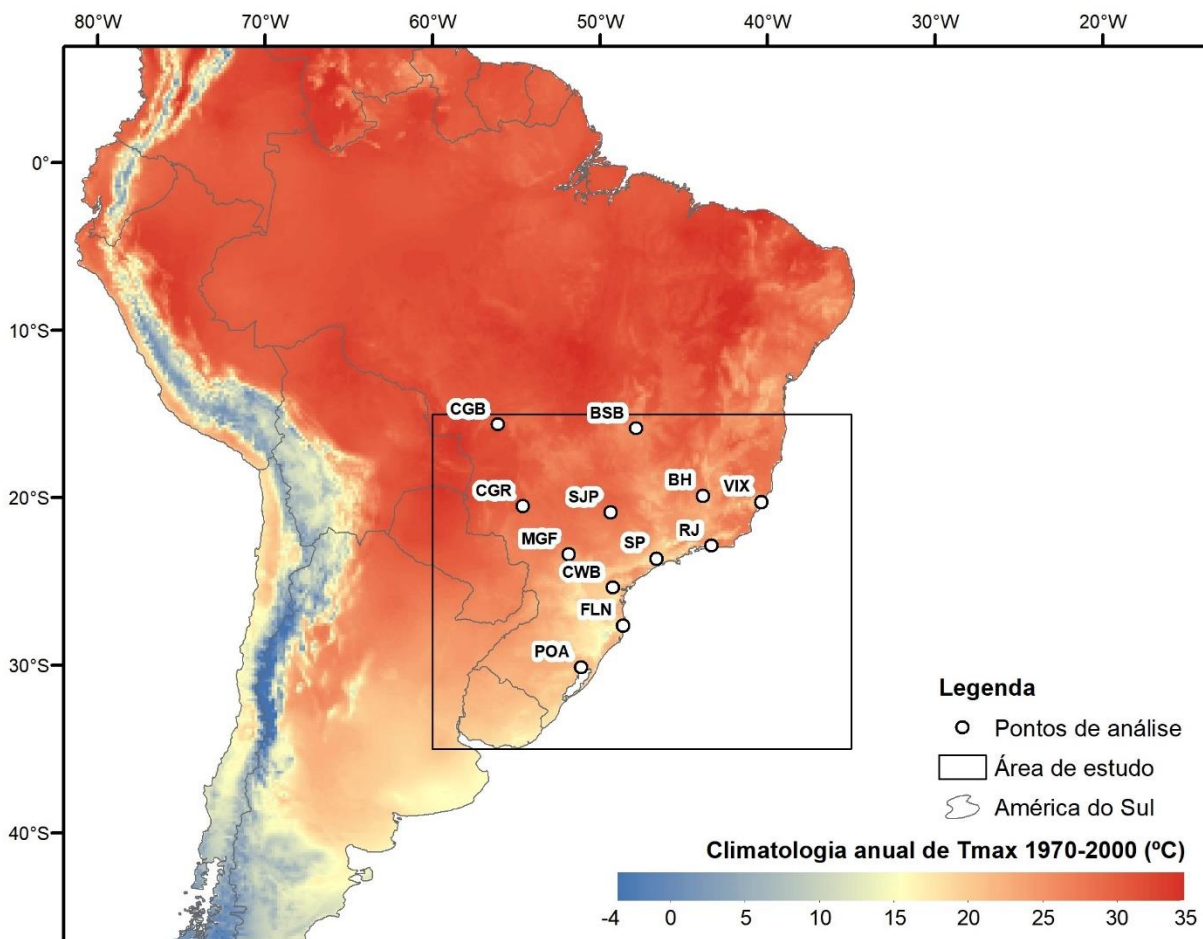 80°W 70°W 60°W 50°W 40°W 30°W 20°W
0°
10°S
CGB BSB
20°S
CGR SJP BH VIX
MGF SP RJ
CWB
FLN
30°S
POA
Legenda
Pontos de análise
Área de estudo
América do Sul
40°S
Climatologia anual de Tmax 1970-2000 (ºC)
-4 0 5 10 15 20 25 30 35